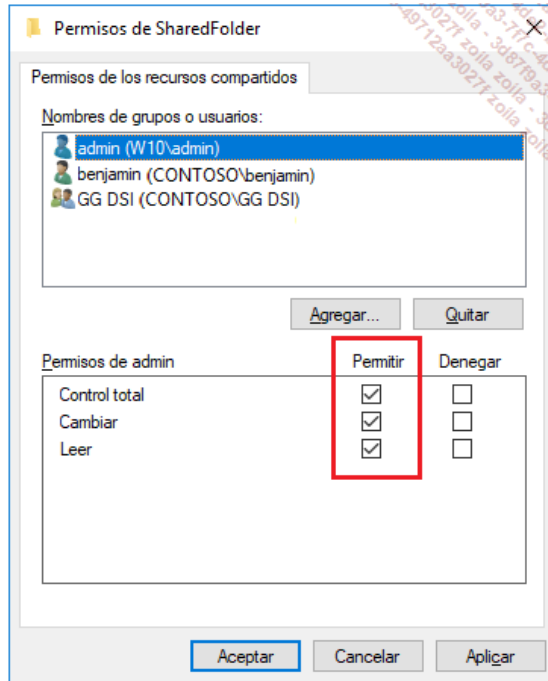 Permisos de SharedFolder
Permisos de los recursos compartidos
Nombres de grupos o usuarios:
admin (W10\admin)
benjamin (CONTOSO\benjamin)
GG DSI (CONTOSO\GG DSI)
Agregar... Quitar
Permisos de admin Permitir Denegar
Control total
Cambiar
Leer
Aceptar Cancelar Aplicar